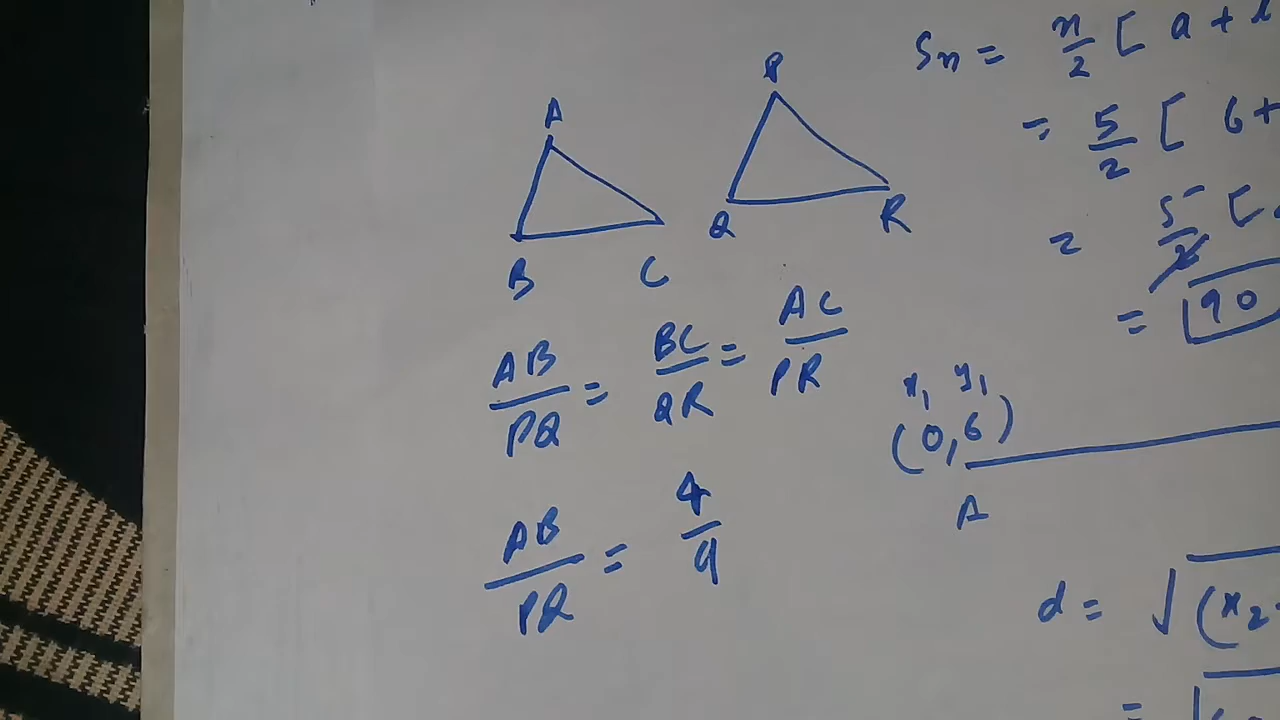 A
B C
P
Q R
AB/PQ = BC/QR = AC/PR
AB/PQ = 4/9
Sn = n/2 [ a +
= 5/2 [ 6 +
= 5/2 [
= 90
x1 y1
(0,6)
A
d = √(x2
=